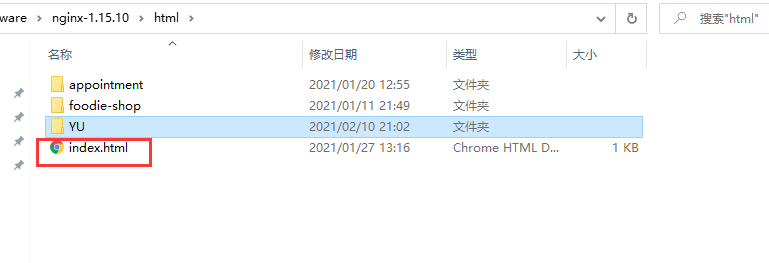 ware › nginx-1.15.10 › html › 搜索"html"
名称 修改日期 类型 大小
appointment 2021/01/20 12:55 文件夹
foodie-shop 2021/01/11 21:49 文件夹
YU 2021/02/10 21:02 文件夹
index.html 2021/01/27 13:16 Chrome HTML D... 1 KB